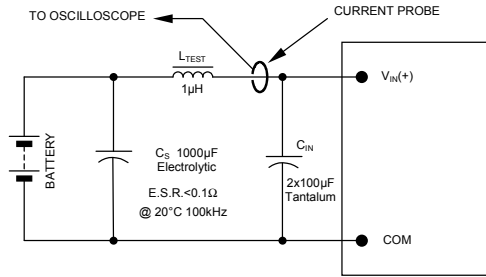 TO OSCILLOSCOPE
CURRENT PROBE
LTEST
1μH
VIN(+)
BATTERY
CS 1000μF
Electrolytic
E.S.R.<0.1Ω
@ 20°C 100kHz
CIN
2x100μF
Tantalum
COM